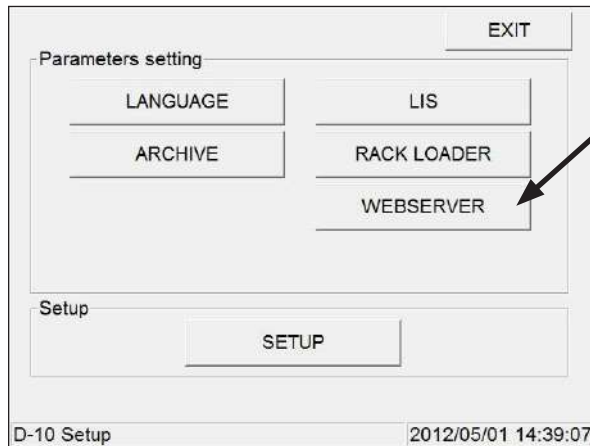 EXIT
Parameters setting
LANGUAGE LIS
ARCHIVE RACK LOADER
WEBSERVER
Setup
SETUP
D-10 Setup 2012/05/01 14:39:07